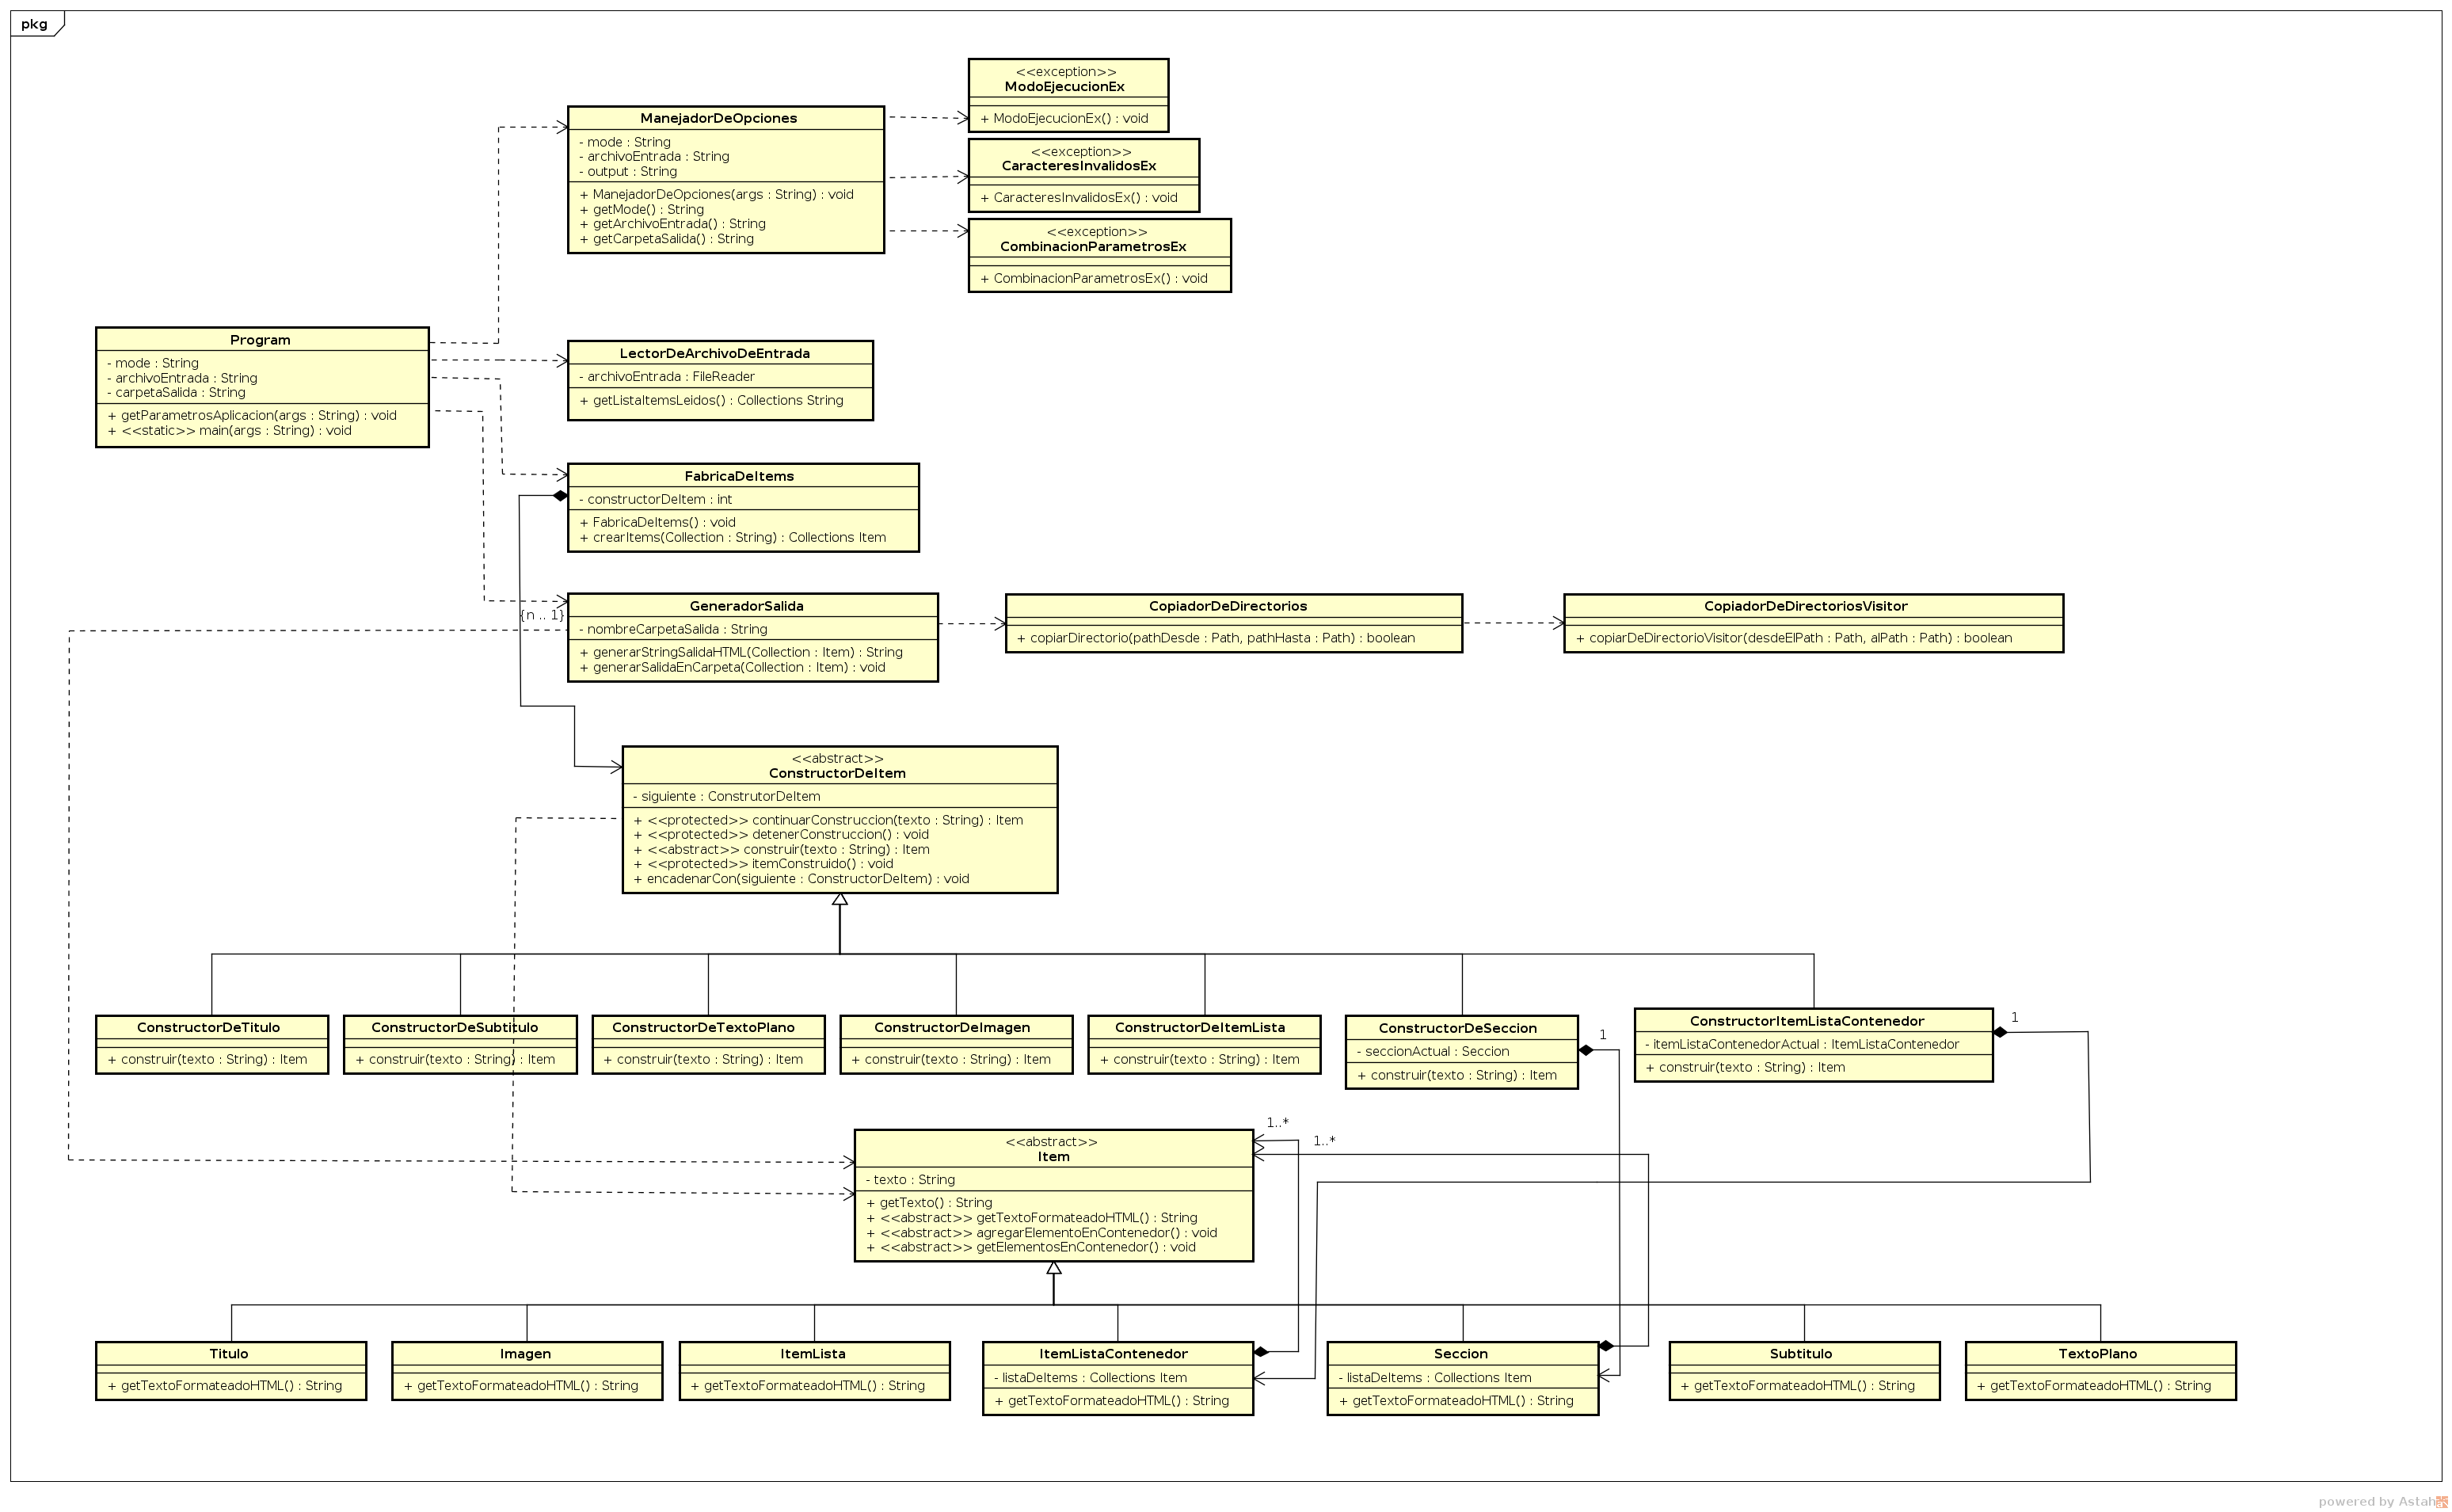 pkg
<<exception>>
ModoEjecucionEx
+ ModoEjecucionEx() : void
ManejadorDeOpciones
- mode : String
- archivoEntrada : String
- output : String
+ ManejadorDeOpciones(args : String) : void
+ getMode() : String
+ getArchivoEntrada() : String
+ getCarpetaSalida() : String
<<exception>>
CaracteresInvalidosEx
+ CaracteresInvalidosEx() : void
<<exception>>
CombinacionParametrosEx
+ CombinacionParametrosEx() : void
Program
- mode : String
- archivoEntrada : String
- carpetaSalida : String
+ getParametrosAplicacion(args : String) : void
+ <<static>> main(args : String) : void
LectorDeArchivoDeEntrada
- archivoEntrada : FileReader
+ getListaItemsLeidos() : Collections String
FabricaDeItems
- constructorDeItem : int
+ FabricaDeItems() : void
+ crearItems(Collection : String) : Collections Item
{n .. 1}
GeneradorSalida
- nombreCarpetaSalida : String
+ generarStringSalidaHTML(Collection : Item) : String
+ generarSalidaEnCarpeta(Collection : Item) : void
CopiadorDeDirectorios
+ copiarDirectorio(pathDesde : Path, pathHasta : Path) : boolean
CopiadorDeDirectoriosVisitor
+ copiarDeDirectorioVisitor(desdeElPath : Path, alPath : Path) : boolean
<<abstract>>
ConstructorDeItem
- siguiente : ConstrutorDeItem
+ <<protected>> continuarConstruccion(texto : String) : Item
+ <<protected>> detenerConstruccion() : void
+ <<abstract>> construir(texto : String) : Item
+ <<protected>> itemConstruido() : void
+ encadenarCon(siguiente : ConstructorDeItem) : void
ConstructorDeTitulo
+ construir(texto : String) : Item
ConstructorDeSubtitulo
+ construir(texto : String) : Item
ConstructorDeTextoPlano
+ construir(texto : String) : Item
ConstructorDeImagen
+ construir(texto : String) : Item
ConstructorDeItemLista
+ construir(texto : String) : Item
ConstructorDeSeccion
- seccionActual : Seccion
+ construir(texto : String) : Item
1
ConstructorItemListaContenedor
- itemListaContenedorActual : ItemListaContenedor
+ construir(texto : String) : Item
1
1..*
1..*
<<abstract>>
Item
- texto : String
+ getTexto() : String
+ <<abstract>> getTextoFormateadoHTML() : String
+ <<abstract>> agregarElementoEnContenedor() : void
+ <<abstract>> getElementosEnContenedor() : void
Titulo
+ getTextoFormateadoHTML() : String
Imagen
+ getTextoFormateadoHTML() : String
ItemLista
+ getTextoFormateadoHTML() : String
ItemListaContenedor
- listaDeItems : Collections Item
+ getTextoFormateadoHTML() : String
Seccion
- listaDeItems : Collections Item
+ getTextoFormateadoHTML() : String
Subtitulo
+ getTextoFormateadoHTML() : String
TextoPlano
+ getTextoFormateadoHTML() : String
powered by Astah